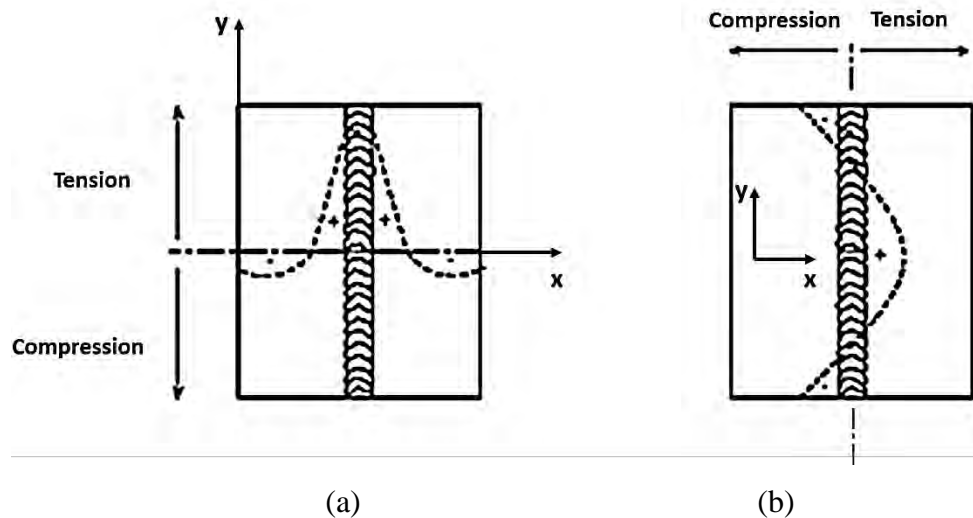 y
Tension
+ +
- -
x
Compression
(a)
Compression Tension
-
y
+
x
-
(b)